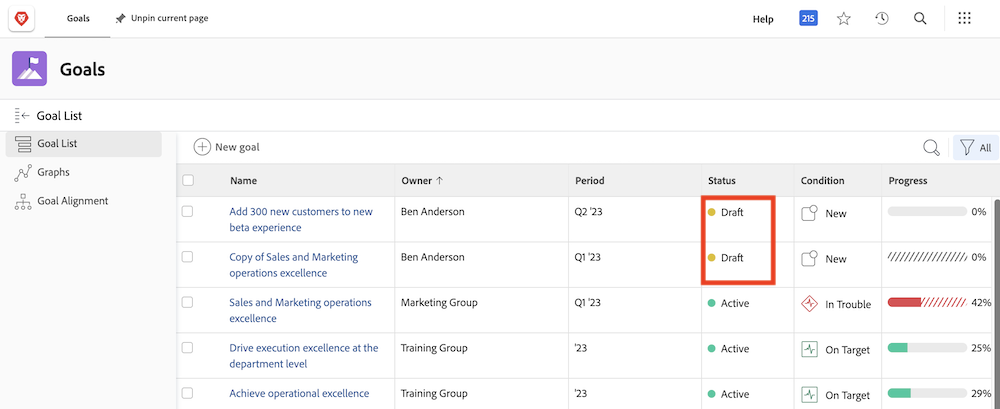 Goals
Unpin current page
Help
215
Goals
Goal List
Goal List
Graphs
Goal Alignment
New goal
All
Name Owner ↑ Period Status Condition Progress
Add 300 new customers to new Ben Anderson Q2 '23 Draft New 0%
beta experience
Copy of Sales and Marketing Ben Anderson Q1 '23 Draft New 0%
operations excellence
Sales and Marketing operations Marketing Group Q1 '23 Active In Trouble 42%
excellence
Drive execution excellence at the Training Group '23 Active On Target 25%
department level
Achieve operational excellence Training Group '23 Active On Target 29%